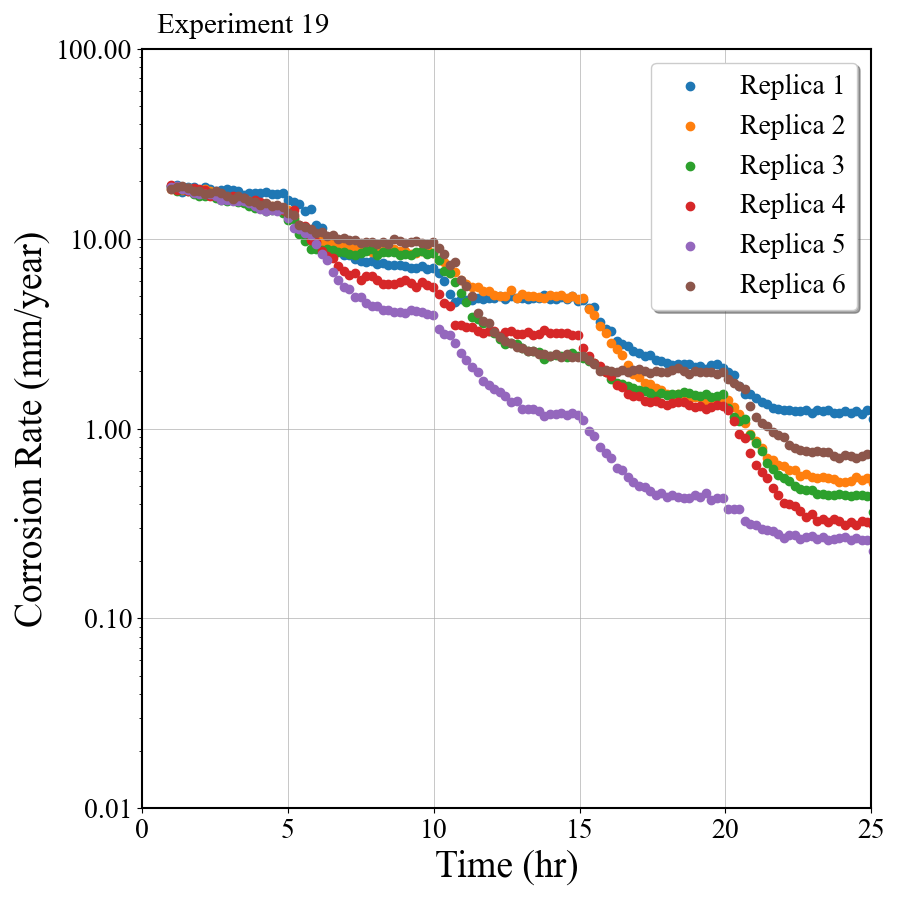 Experiment 19
100.00
10.00
1.00
0.10
0.01
Corrosion Rate (mm/year)
Replica 1
Replica 2
Replica 3
Replica 4
Replica 5
Replica 6
0 5 10 15 20 25
Time (hr)